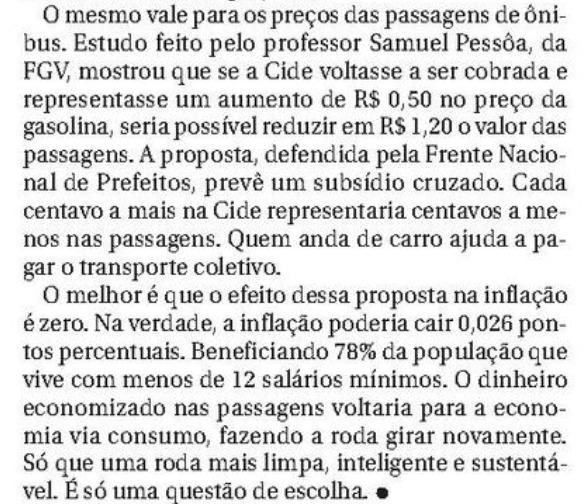 O mesmo vale para os preços das passagens de ôni-
bus. Estudo feito pelo professor Samuel Pessôa, da
FGV, mostrou que se a Cide voltasse a ser cobrada e
representasse um aumento de R$ 0,50 no preço da
gasolina, seria possível reduzir em R$ 1,20 o valor das
passagens. A proposta, defendida pela Frente Nacio-
nal de Prefeitos, prevê um subsídio cruzado. Cada
centavo a mais na Cide representaria centavos a me-
nos nas passagens. Quem anda de carro ajuda a pa-
gar o transporte coletivo.
O melhor é que o efeito dessa proposta na inflação
é zero. Na verdade, a inflação poderia cair 0,026 pon-
tos percentuais. Beneficiando 78% da população que
vive com menos de 12 salários mínimos. O dinheiro
economizado nas passagens voltaria para a econo-
mia via consumo, fazendo a roda girar novamente.
Só que uma roda mais limpa, inteligente e sustentá-
vel. É só uma questão de escolha. ●